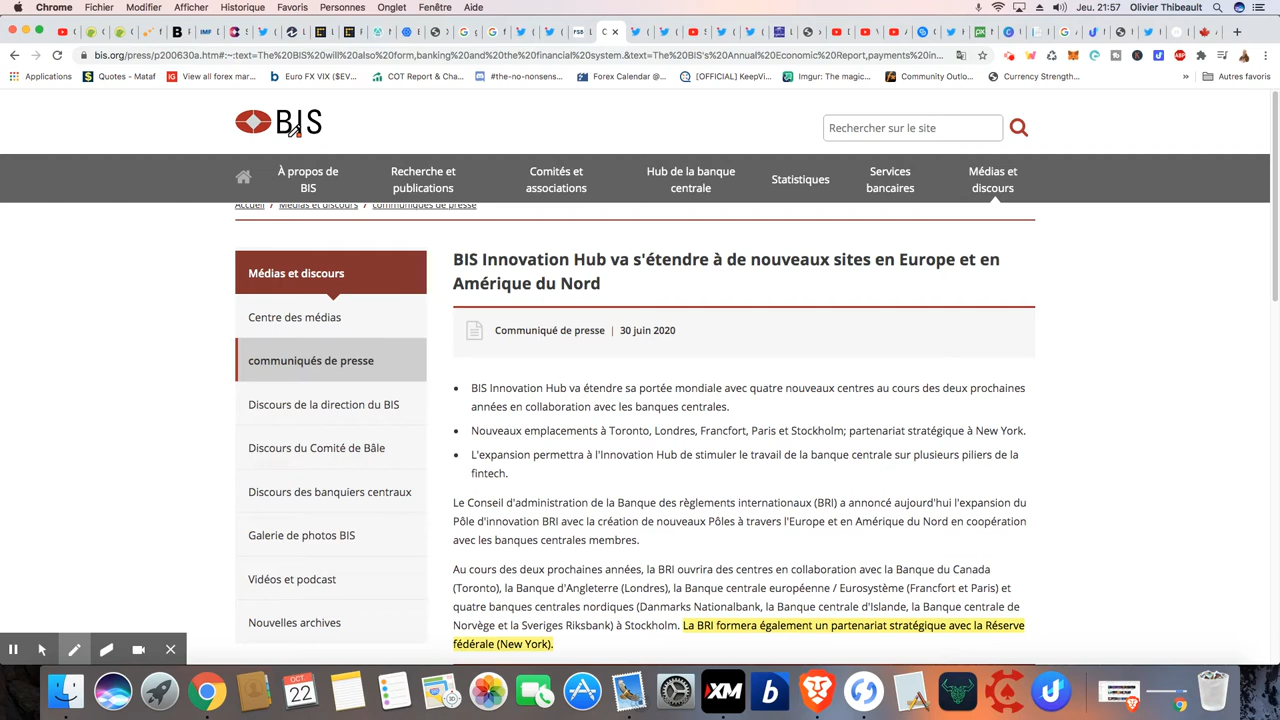 Chrome Fichier Modifier Afficher Historique Favoris Personnes Onglet Fenêtre Aide Jeu. 21:57 Olivier Thibeault
bis.org/press/p200630a.htm#:~:text=The%20BIS%20will%20also%20form,banking%20and%20the%20financial%20system.&text=The%20BIS's%20Annual%20Economic%20Report,payments%20in...
Applications Quotes - Mataf View all forex mar... Euro FX VIX ($EV... COT Report & Cha... #the-no-nonsens... Forex Calendar @... [OFFICIAL] KeepVi... Imgur: The magic... Community Outlo... Currency Strength... » Autres favoris
BIS
Rechercher sur le site
À propos de BIS
Recherche et publications
Comités et associations
Hub de la banque centrale
Statistiques
Services bancaires
Médias et discours
Accueil / Médias et discours / communiqués de presse
Médias et discours
Centre des médias
communiqués de presse
Discours de la direction du BIS
Discours du Comité de Bâle
Discours des banquiers centraux
Galerie de photos BIS
Vidéos et podcast
Nouvelles archives
BIS Innovation Hub va s'étendre à de nouveaux sites en Europe et en
Amérique du Nord
Communiqué de presse | 30 juin 2020
BIS Innovation Hub va étendre sa portée mondiale avec quatre nouveaux centres au cours des deux prochaines
années en collaboration avec les banques centrales.
Nouveaux emplacements à Toronto, Londres, Francfort, Paris et Stockholm; partenariat stratégique à New York.
L'expansion permettra à l'Innovation Hub de stimuler le travail de la banque centrale sur plusieurs piliers de la
fintech.
Le Conseil d'administration de la Banque des règlements internationaux (BRI) a annoncé aujourd'hui l'expansion du
Pôle d'innovation BRI avec la création de nouveaux Pôles à travers l'Europe et en Amérique du Nord en coopération
avec les banques centrales membres.
Au cours des deux prochaines années, la BRI ouvrira des centres en collaboration avec la Banque du Canada
(Toronto), la Banque d'Angleterre (Londres), la Banque centrale européenne / Eurosystème (Francfort et Paris) et
quatre banques centrales nordiques (Danmarks Nationalbank, la Banque centrale d'Islande, la Banque centrale de
Norvège et la Sveriges Riksbank) à Stockholm. La BRI formera également un partenariat stratégique avec la Réserve
fédérale (New York).
OCT.
22
XM
b